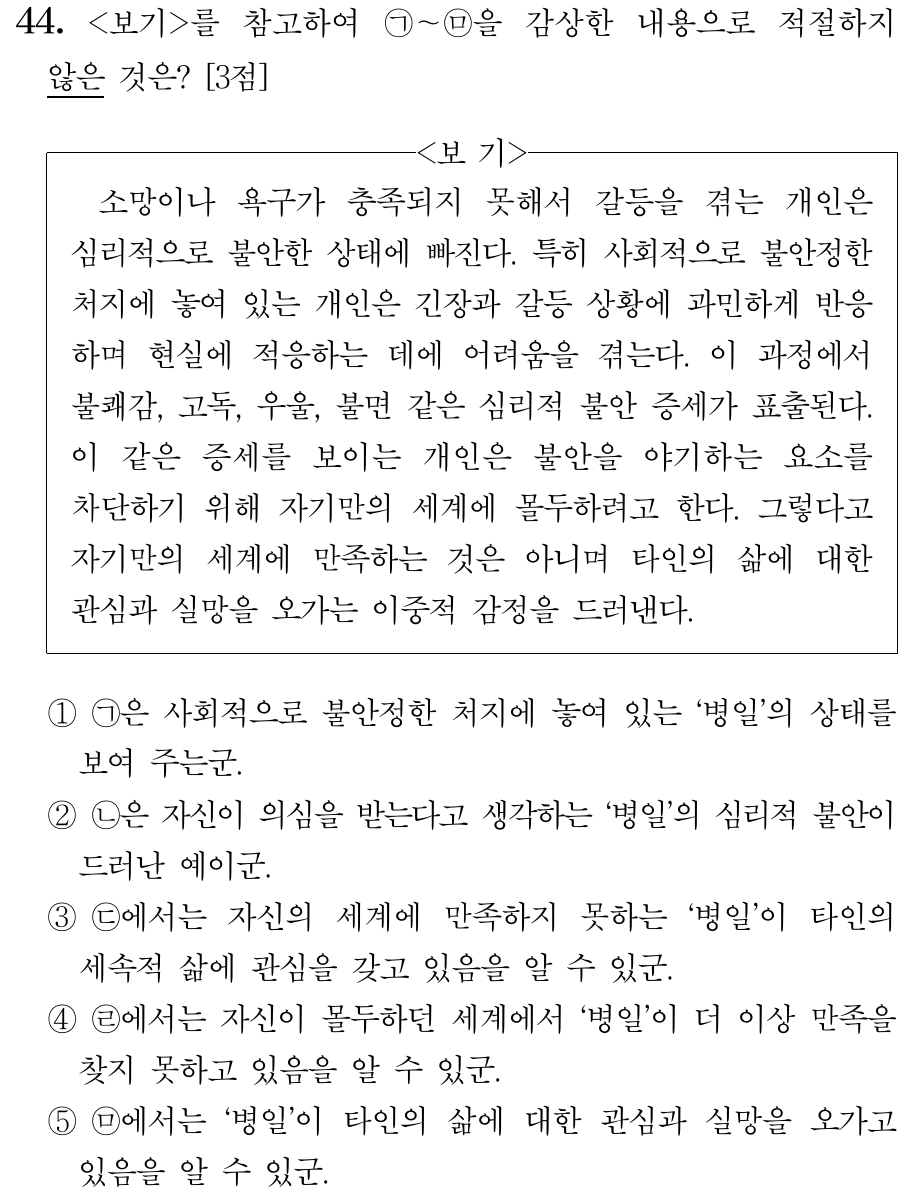 44. <보기>를 참고하여 ㉠~㉤을 감상한 내용으로 적절하지
않은 것은? [3점]
<보 기>
소망이나 욕구가 충족되지 못해서 갈등을 겪는 개인은
심리적으로 불안한 상태에 빠진다. 특히 사회적으로 불안정한
처지에 놓여 있는 개인은 긴장과 갈등 상황에 과민하게 반응
하며 현실에 적응하는 데에 어려움을 겪는다. 이 과정에서
불쾌감, 고독, 우울, 불면 같은 심리적 불안 증세가 표출된다.
이 같은 증세를 보이는 개인은 불안을 야기하는 요소를
차단하기 위해 자기만의 세계에 몰두하려고 한다. 그렇다고
자기만의 세계에 만족하는 것은 아니며 타인의 삶에 대한
관심과 실망을 오가는 이중적 감정을 드러낸다.
① ㉠은 사회적으로 불안정한 처지에 놓여 있는 ‘병일’의 상태를
보여 주는군.
② ㉡은 자신이 의심을 받는다고 생각하는 ‘병일’의 심리적 불안이
드러난 예이군.
③ ㉢에서는 자신의 세계에 만족하지 못하는 ‘병일’이 타인의
세속적 삶에 관심을 갖고 있음을 알 수 있군.
④ ㉣에서는 자신이 몰두하던 세계에서 ‘병일’이 더 이상 만족을
찾지 못하고 있음을 알 수 있군.
⑤ ㉤에서는 ‘병일’이 타인의 삶에 대한 관심과 실망을 오가고
있음을 알 수 있군.